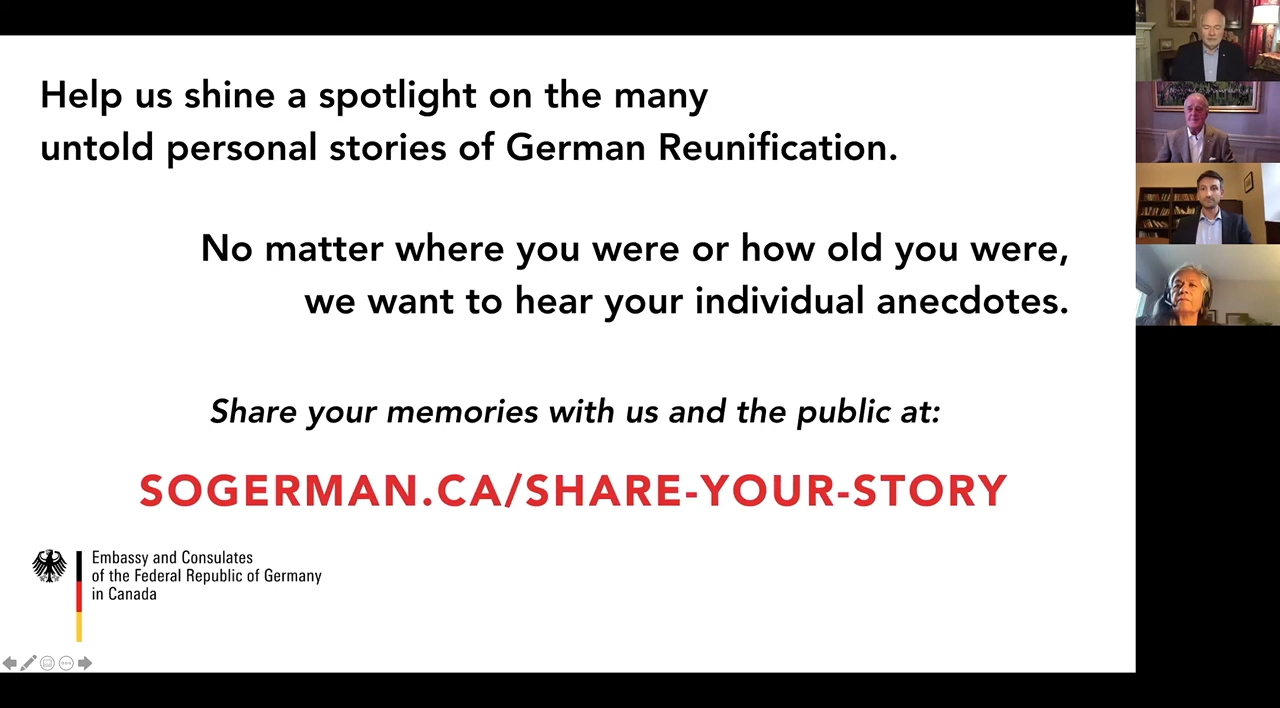 Help us shine a spotlight on the many
untold personal stories of German Reunification.
No matter where you were or how old you were,
we want to hear your individual anecdotes.
Share your memories with us and the public at:
SOGERMAN.CA/SHARE-YOUR-STORY
Embassy and Consulates
of the Federal Republic of Germany
in Canada